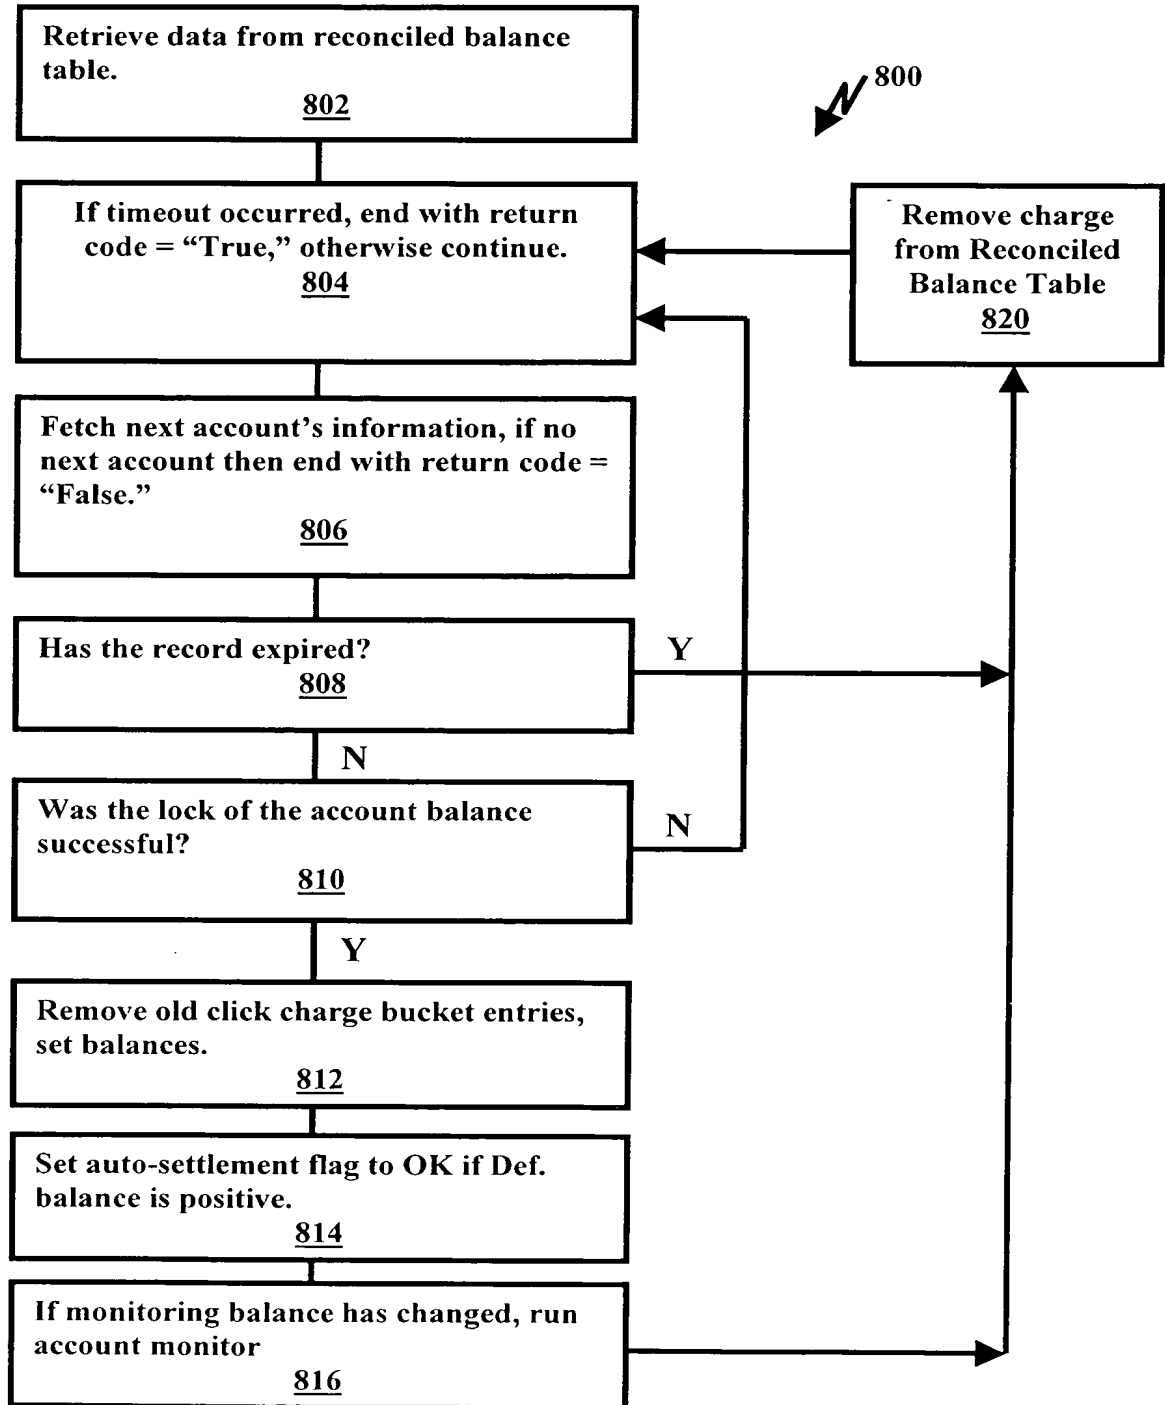 Retrieve data from reconciled balance
table.
802
800
If timeout occurred, end with return
code = “True,” otherwise continue.
804
Remove charge
from Reconciled
Balance Table
820
Fetch next account’s information, if no
next account then end with return code =
“False.”
806
Has the record expired?
808
Y
N
Was the lock of the account balance
successful?
810
N
Y
Remove old click charge bucket entries,
set balances.
812
Set auto-settlement flag to OK if Def.
balance is positive.
814
If monitoring balance has changed, run
account monitor
816